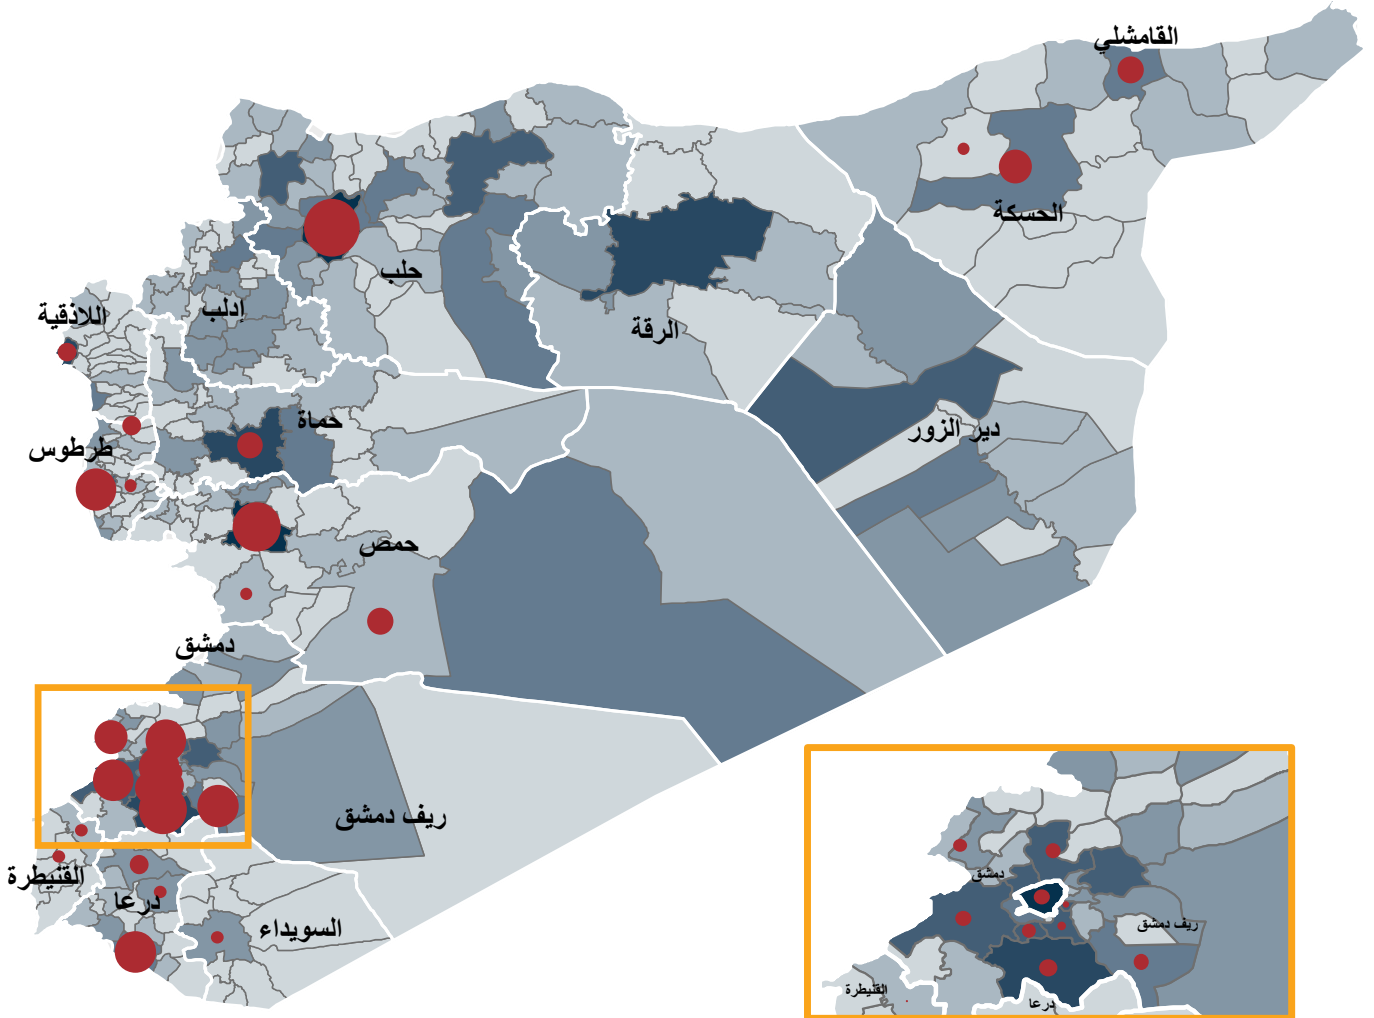 القامشلي
الحسكة
حلب
اللاذقية
إدلب
الرقة
حماة
دير الزور
طرطوس
حمص
دمشق
ريف دمشق
القنيطرة
درعا
السويداء
دمشق
ريف دمشق
القنيطرة
درعا